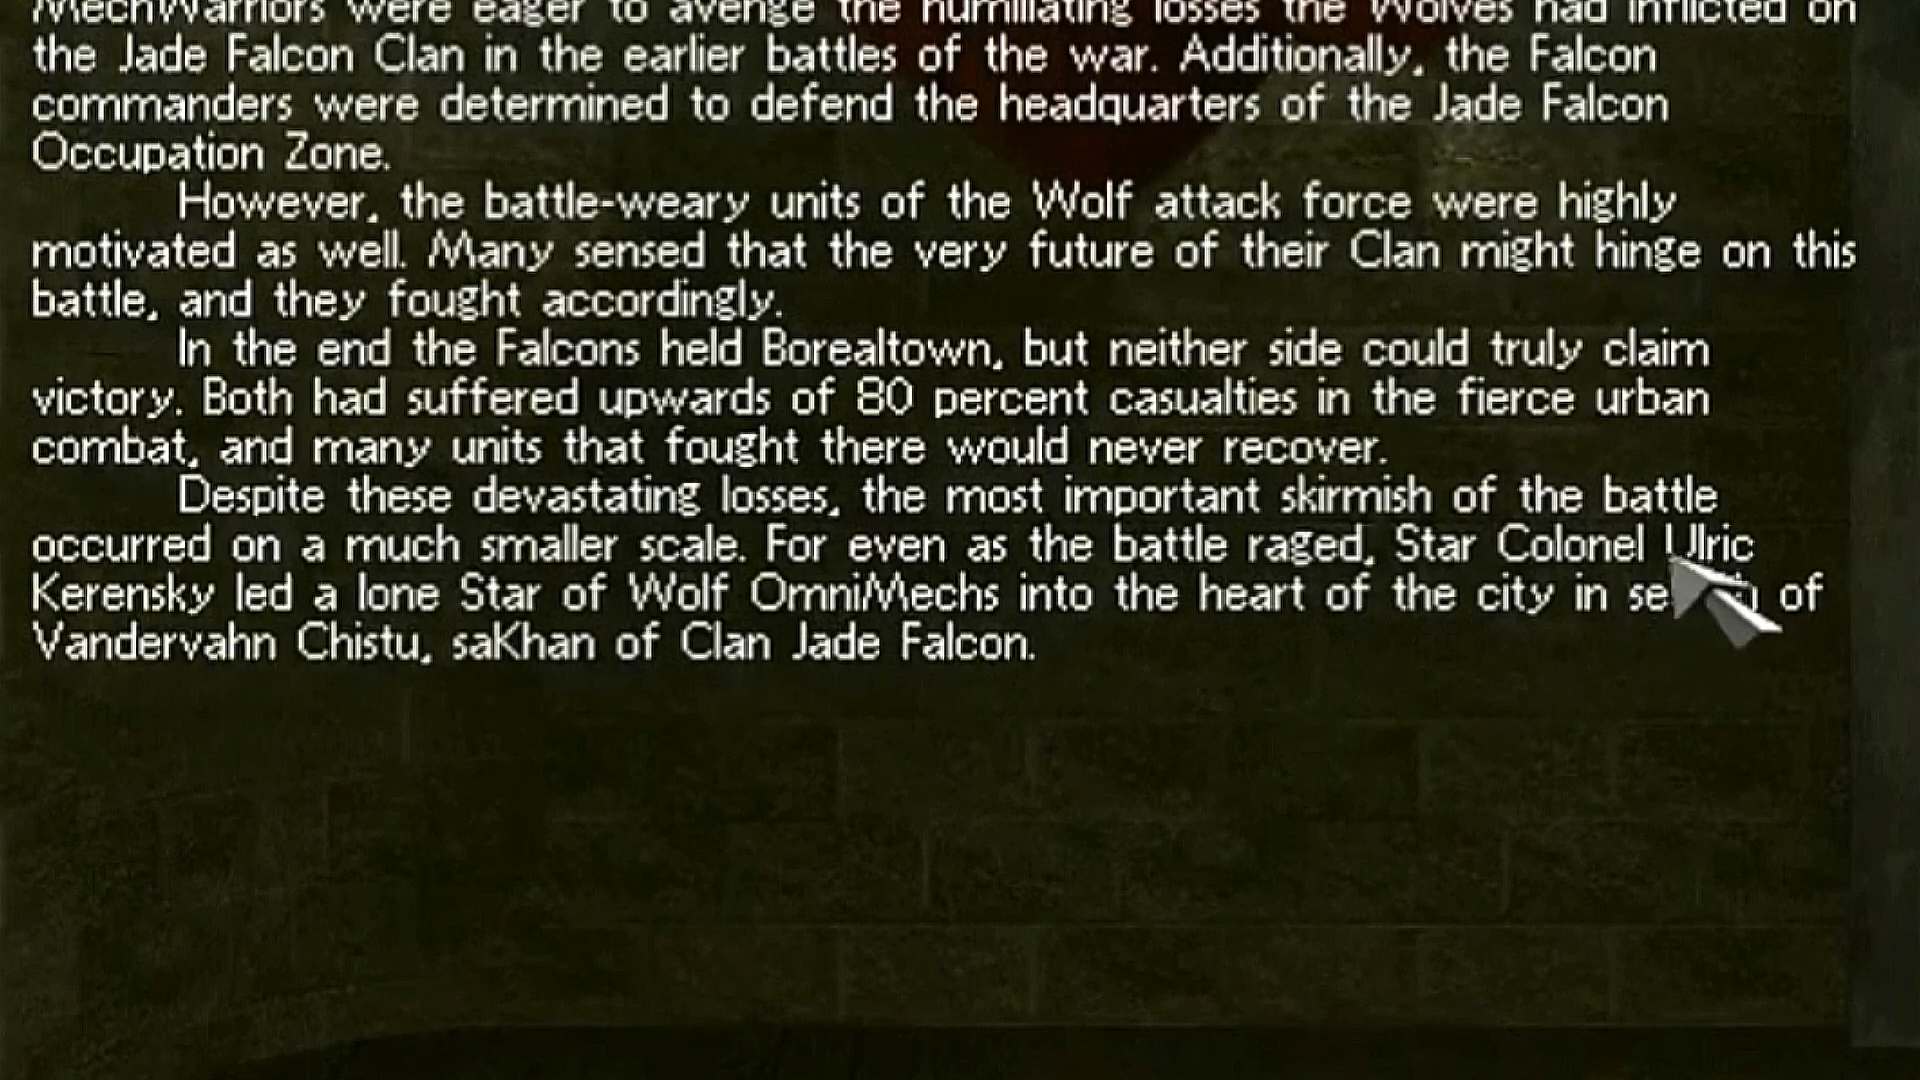 MechWarriors were eager to avenge the humiliating losses the Wolves had inflicted on
the Jade Falcon Clan in the earlier battles of the war. Additionally, the Falcon
commanders were determined to defend the headquarters of the Jade Falcon
Occupation Zone.
However, the battle-weary units of the Wolf attack force were highly
motivated as well. Many sensed that the very future of their Clan might hinge on this
battle, and they fought accordingly.
In the end the Falcons held Borealtown, but neither side could truly claim
victory. Both had suffered upwards of 80 percent casualties in the fierce urban
combat, and many units that fought there would never recover.
Despite these devastating losses, the most important skirmish of the battle
occurred on a much smaller scale. For even as the battle raged, Star Colonel Ulric
Kerensky led a lone Star of Wolf OmniMechs into the heart of the city in of
Vandervahn Chistu, saKhan of Clan Jade Falcon.